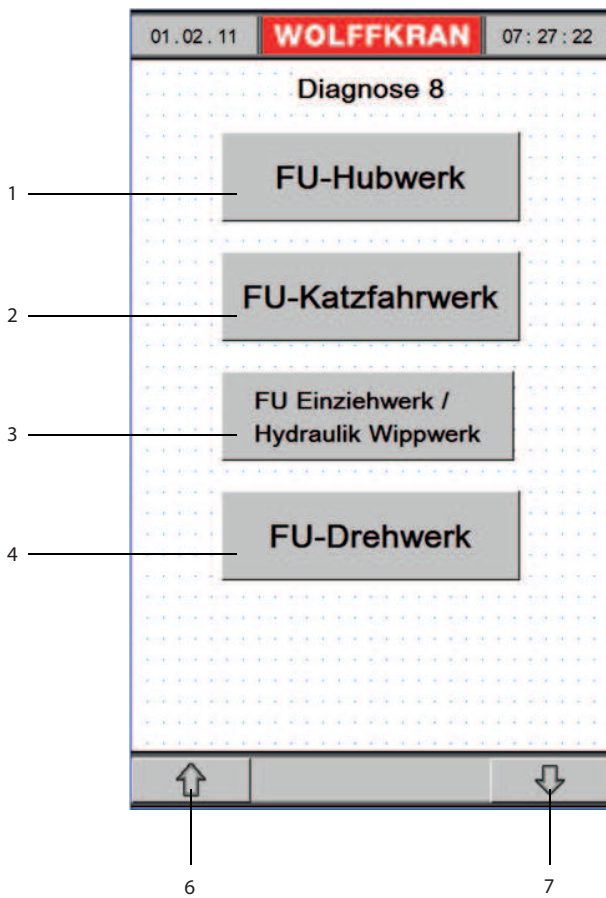 01.02.11 WOLFFKRAN 07:27:22
Diagnose 8
1
FU-Hubwerk
2
FU-Katzfahrwerk
3
FU Einziehwerk /
Hydraulik Wippwerk
4
FU-Drehwerk
6 7